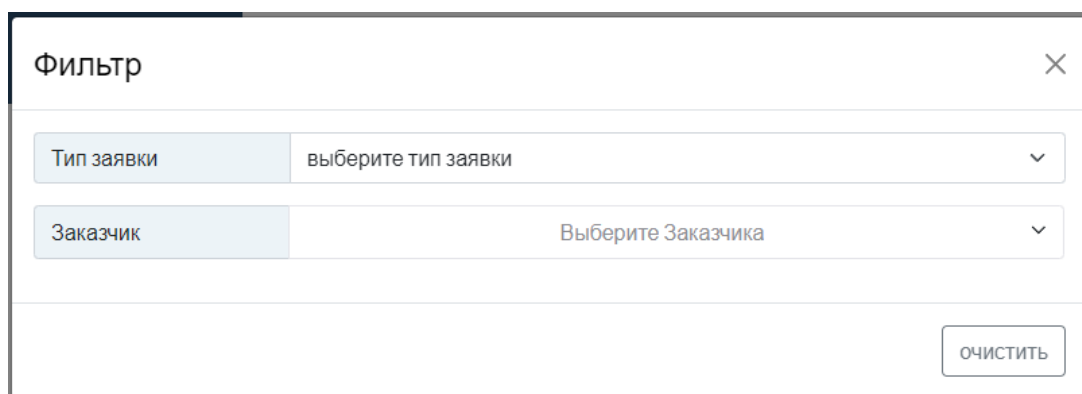 Фильтр
Тип заявки выберите тип заявки
Заказчик Выберите Заказчика
очистить